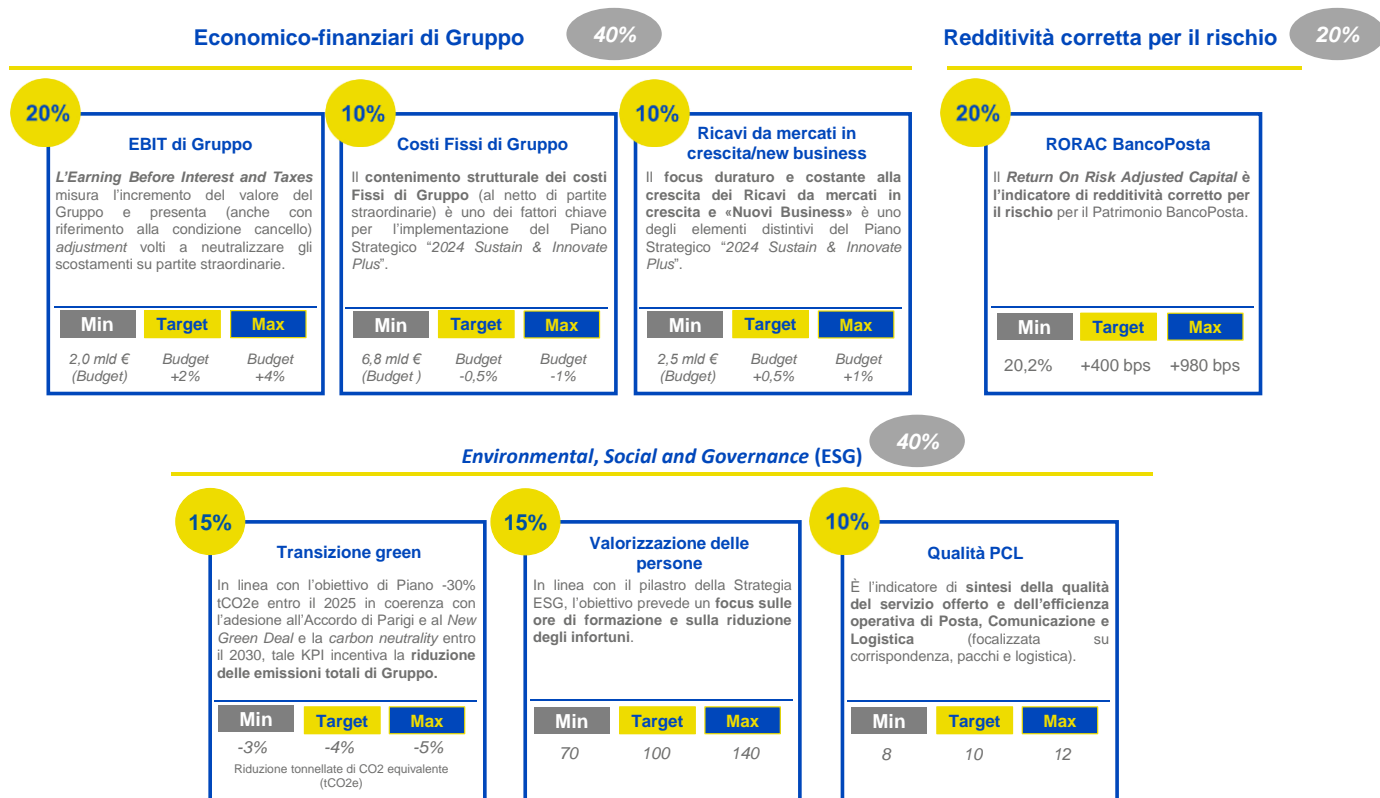 Economico-finanziari di Gruppo
40%
Redditività corretta per il rischio
20%
20%
EBIT di Gruppo
L'Earning Before Interest and Taxes
misura l'incremento del valore del
Gruppo e presenta (anche con
riferimento alla condizione cancello)
adjustment volti a neutralizzare gli
scostamenti su partite straordinarie.
Min Target Max
2,0 mld € Budget Budget
(Budget) +2% +4%
10%
Costi Fissi di Gruppo
Il contenimento strutturale dei costi
Fissi di Gruppo (al netto di partite
straordinarie) è uno dei fattori chiave
per l'implementazione del Piano
Strategico "2024 Sustain & Innovate
Plus".
Min Target Max
6,8 mld € Budget Budget
(Budget ) -0,5% -1%
10%
Ricavi da mercati in
crescita/new business
Il focus duraturo e costante alla
crescita dei Ricavi da mercati in
crescita e «Nuovi Business» è uno
degli elementi distintivi del Piano
Strategico "2024 Sustain & Innovate
Plus".
Min Target Max
2,5 mld € Budget Budget
(Budget) +0,5% +1%
20%
RORAC BancoPosta
Il Return On Risk Adjusted Capital è
l'indicatore di redditività corretto per
il rischio per il Patrimonio BancoPosta.
Min Target Max
20,2% +400 bps +980 bps
Environmental, Social and Governance (ESG)
40%
15%
Transizione green
In linea con l'obiettivo di Piano -30%
tCO2e entro il 2025 in coerenza con
l'adesione all'Accordo di Parigi e al New
Green Deal e la carbon neutrality entro
il 2030, tale KPI incentiva la riduzione
delle emissioni totali di Gruppo.
Min Target Max
-3% -4% -5%
Riduzione tonnellate di CO2 equivalente
(tCO2e)
15%
Valorizzazione delle
persone
In linea con il pilastro della Strategia
ESG, l'obiettivo prevede un focus sulle
ore di formazione e sulla riduzione
degli infortuni.
Min Target Max
70 100 140
10%
Qualità PCL
È l'indicatore di sintesi della qualità
del servizio offerto e dell'efficienza
operativa di Posta, Comunicazione e
Logistica (focalizzata su
corrispondenza, pacchi e logistica).
Min Target Max
8 10 12